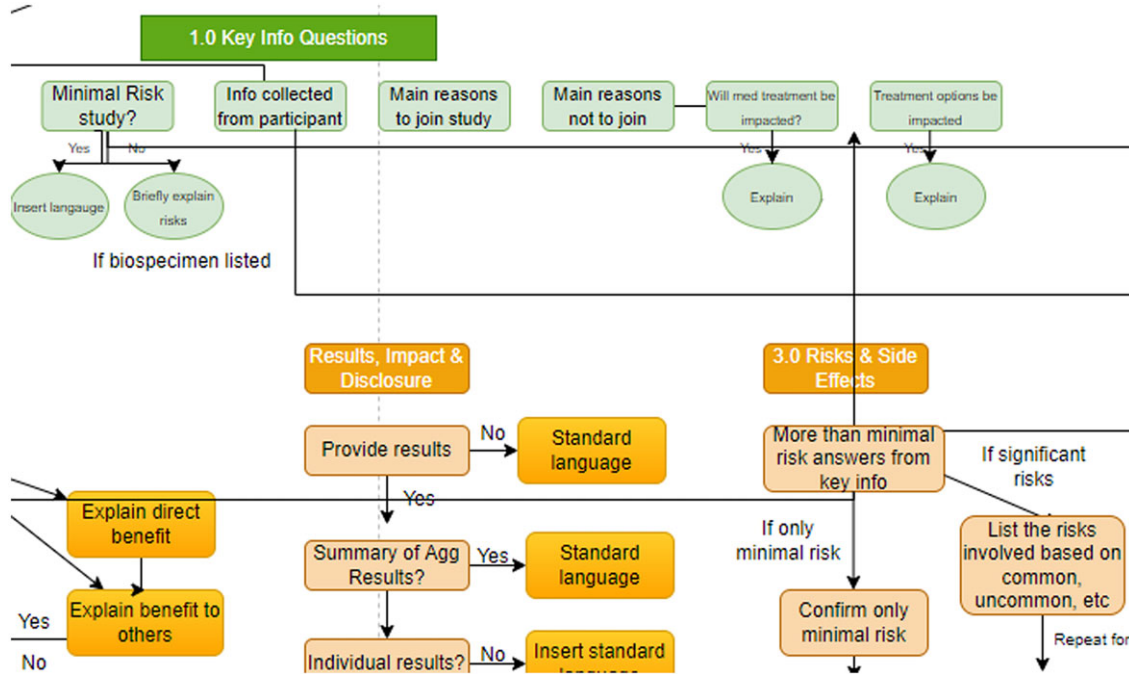 1.0 Key Info Questions
Minimal Risk
study?
Info collected
from participant
Main reasons
to join study
Main reasons
not to join
Will med treatment be
impacted?
Treatment options be
impacted
Yes
No
Yes
Yes
Insert langauge
Briefly explain
risks
Explain
Explain
If biospecimen listed
Results, Impact &
Disclosure
3.0 Risks & Side
Effects
Provide results
No
Standard
language
More than minimal
risk answers from
key info
If significant
risks
Yes
Explain direct
benefit
If only
minimal risk
List the risks
involved based on
common,
uncommon, etc
Summary of Agg
Results?
Yes
Standard
language
Explain benefit to
others
Yes
No
Confirm only
minimal risk
Repeat for
Individual results?
No
Insert standard
language